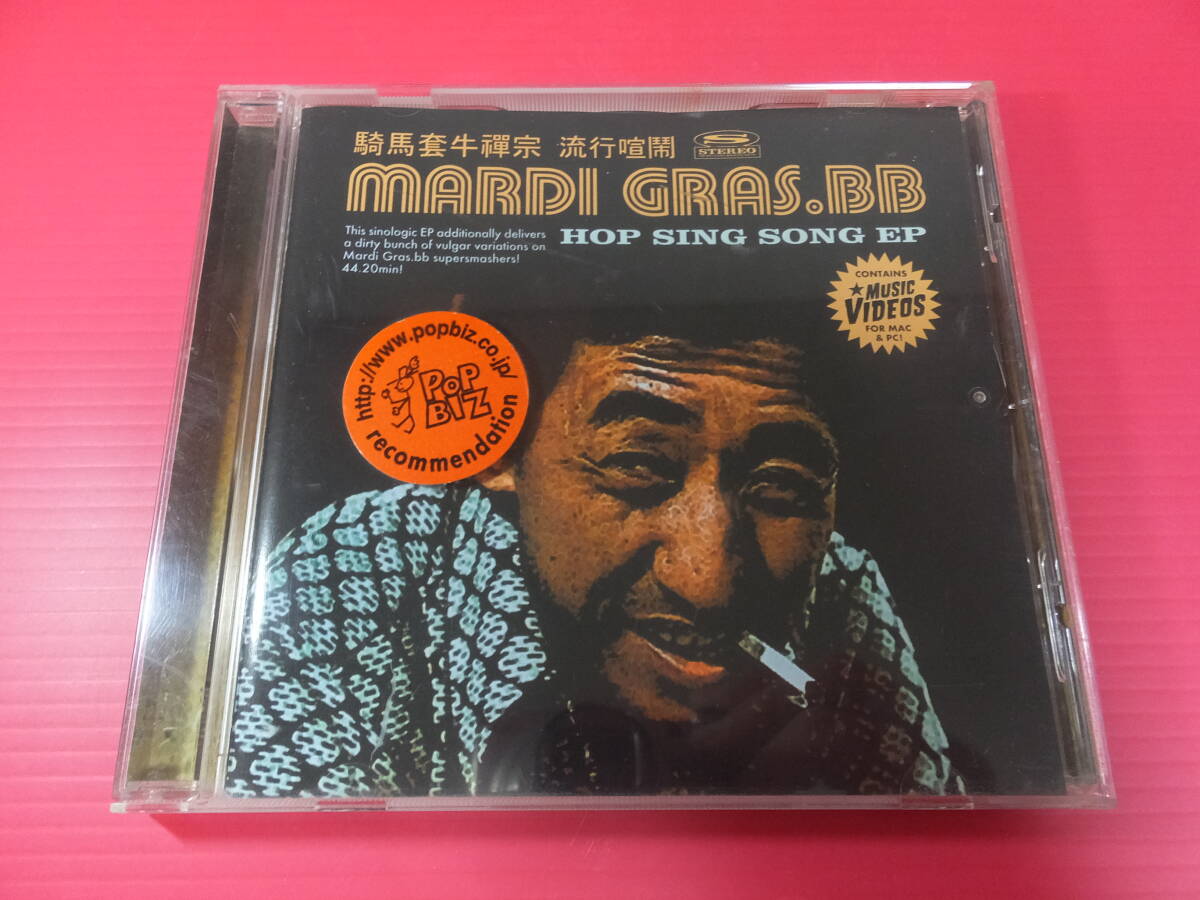 騎馬套牛禪宗 流行喧鬧
S
STEREO
MARDI GRAS.BB
This sinologic EP additionally delivers
a dirty bunch of vulgar variations on
Mardi Gras.bb supersmashers!
44.20min!
HOP SING SONG EP
CONTAINS
MUSIC
VIDEOS
FOR MAC
& PC!
http://www.popbiz.co.jp/
POP
BIZ
recommendation